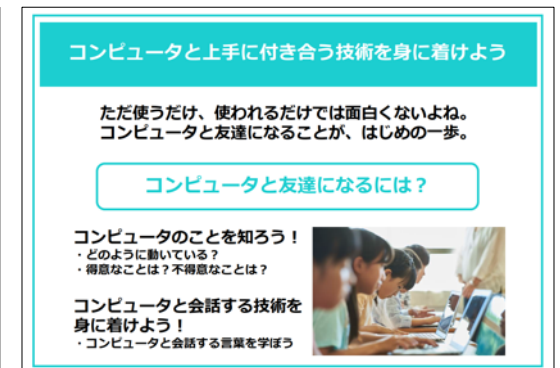 コンピュータと上手に付き合う技術を身に着けよう
ただ使うだけ、使われるだけでは面白くないよね。
コンピュータと友達になることが、はじめの一歩。
コンピュータと友達になるには？
コンピュータのことを知ろう！
・どのように動いている？
・得意なことは？不得意なことは？
コンピュータと会話する技術を
身に着けよう！
・コンピュータと会話する言葉を学ぼう